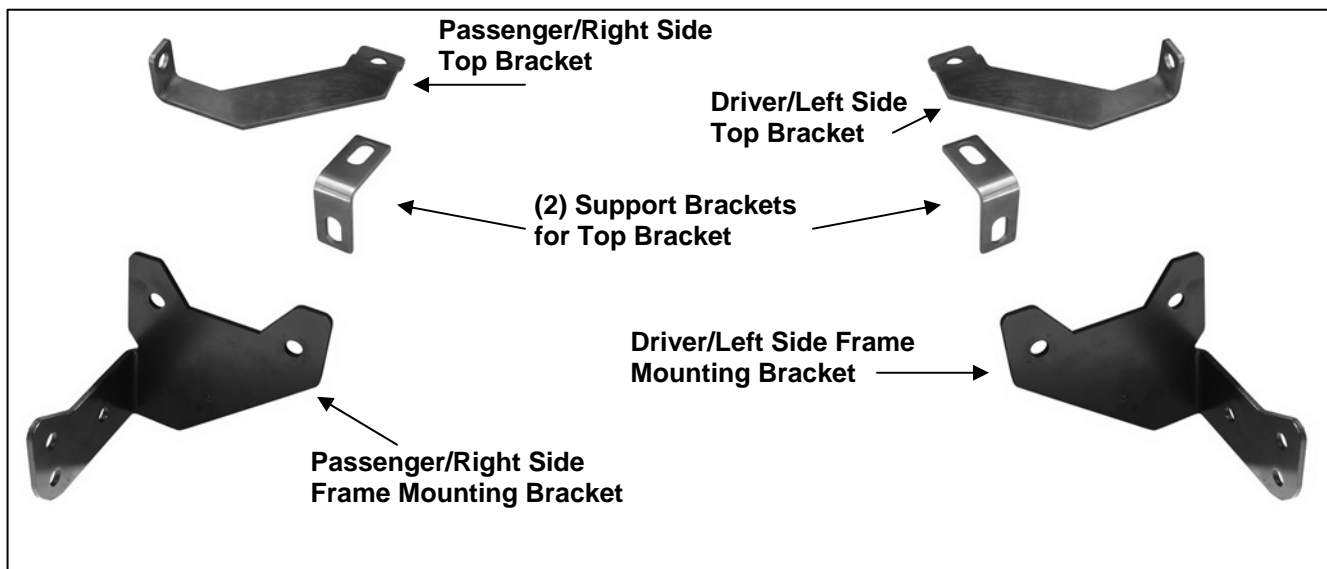 Passenger/Right Side
Top Bracket
Driver/Left Side
Top Bracket
(2) Support Brackets
for Top Bracket
Driver/Left Side Frame
Mounting Bracket
Passenger/Right Side
Frame Mounting Bracket